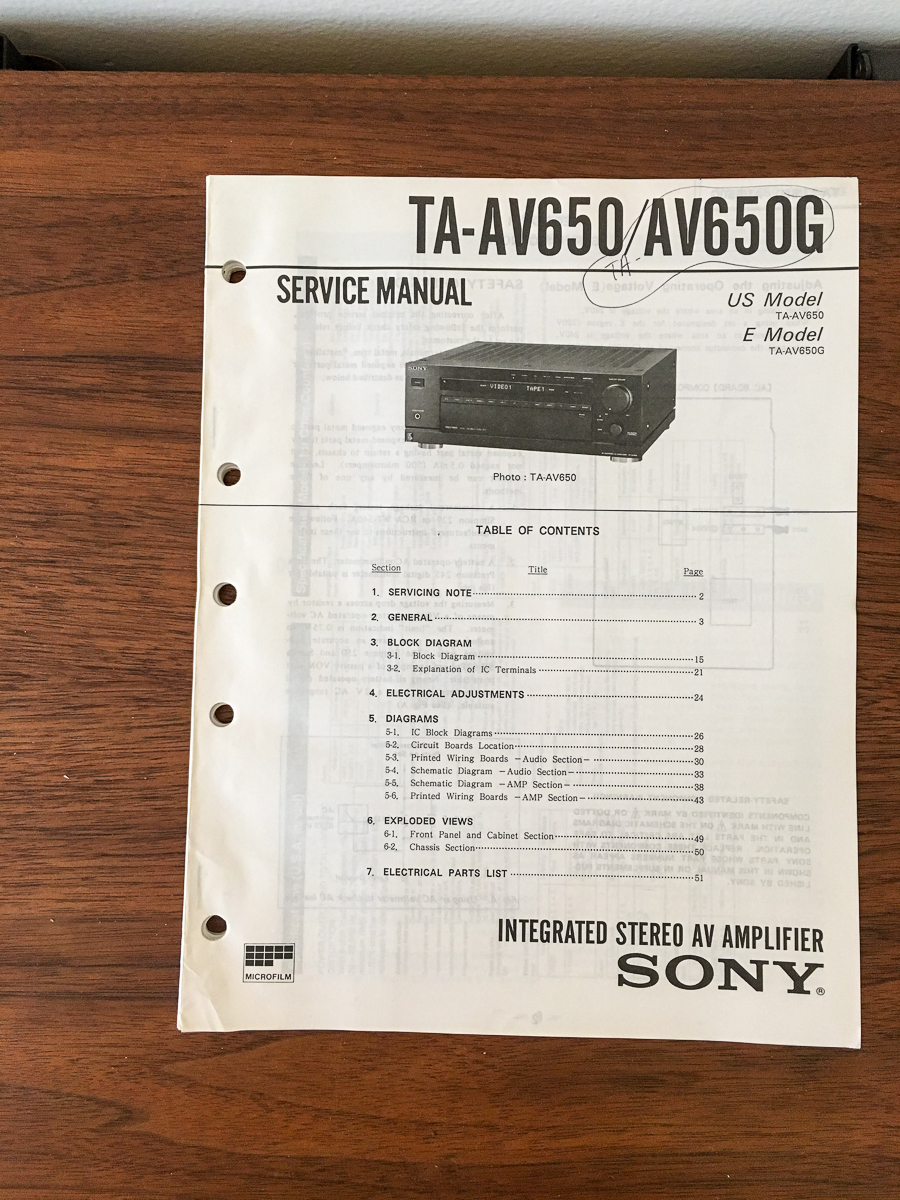 TA-AV650/AV650G
TA-
SERVICE MANUAL
US Model
TA-AV650
E Model
TA-AV650G
SONY
VIDEO1 TAPE1
Photo : TA-AV650
TABLE OF CONTENTS
Section Title Page
1. SERVICING NOTE 2
2. GENERAL 3
3. BLOCK DIAGRAM
3-1. Block Diagram 15
3-2. Explanation of IC Terminals 21
4. ELECTRICAL ADJUSTMENTS 24
5. DIAGRAMS
5-1. IC Block Diagrams 26
5-2. Circuit Boards Location 28
5-3. Printed Wiring Boards —Audio Section— 30
5-4. Schematic Diagram —Audio Section— 33
5-5. Schematic Diagram —AMP Section— 38
5-6. Printed Wiring Boards —AMP Section— 43
6. EXPLODED VIEWS
6-1. Front Panel and Cabinet Section 49
6-2. Chassis Section 50
7. ELECTRICAL PARTS LIST 51
INTEGRATED STEREO AV AMPLIFIER
SONY®
MICROFILM